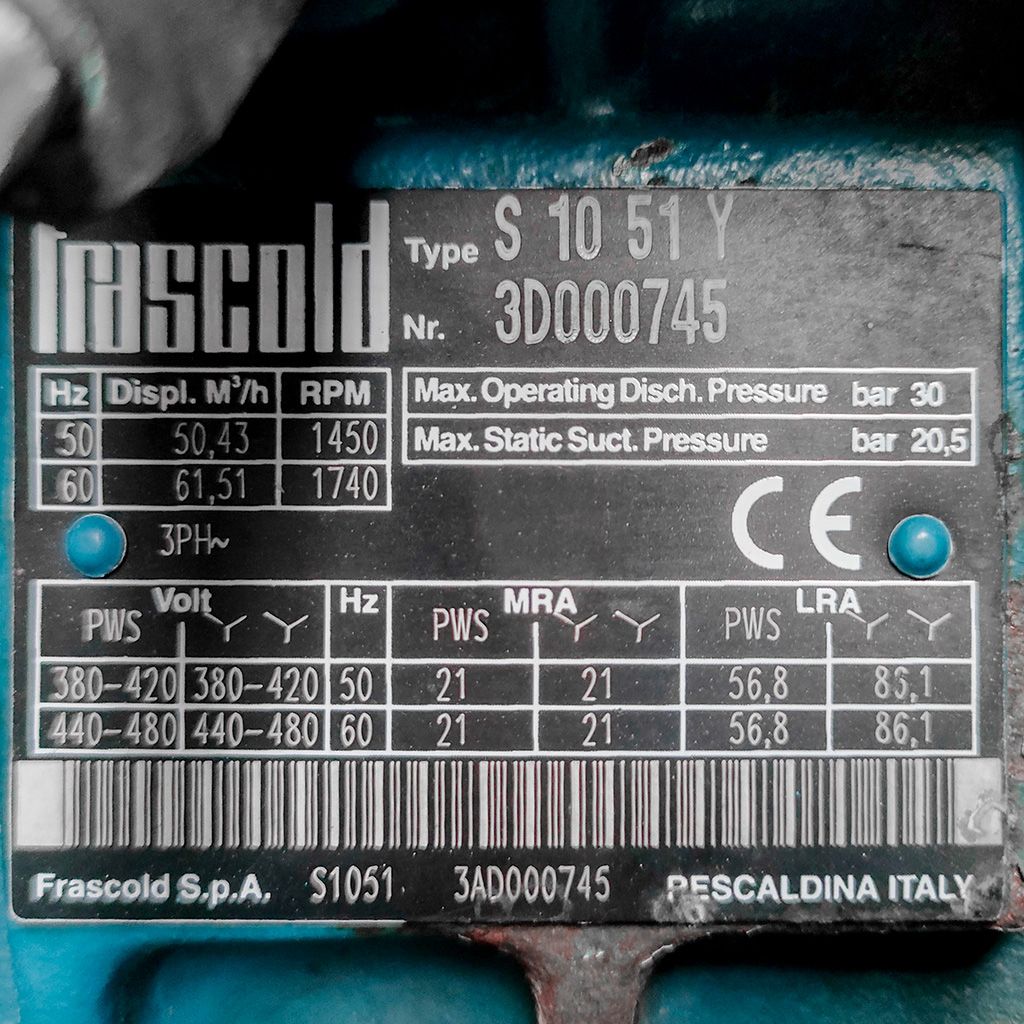 frascold
Type S 10 51 Y
Nr. 3D000745
Hz Displ. M³/h RPM
50 50,43 1450
60 61,51 1740
Max. Operating Disch. Pressure bar 30
Max. Static Suct. Pressure bar 20,5
3PH~
CE
Volt Hz MRA LRA
PWS Y Y PWS Y Y PWS Y Y
380-420 380-420 50 21 21 56,8 86,1
440-480 440-480 60 21 21 56,8 86,1
Frascold S.p.A. S1051 3AD000745 PESCALDINA ITALY